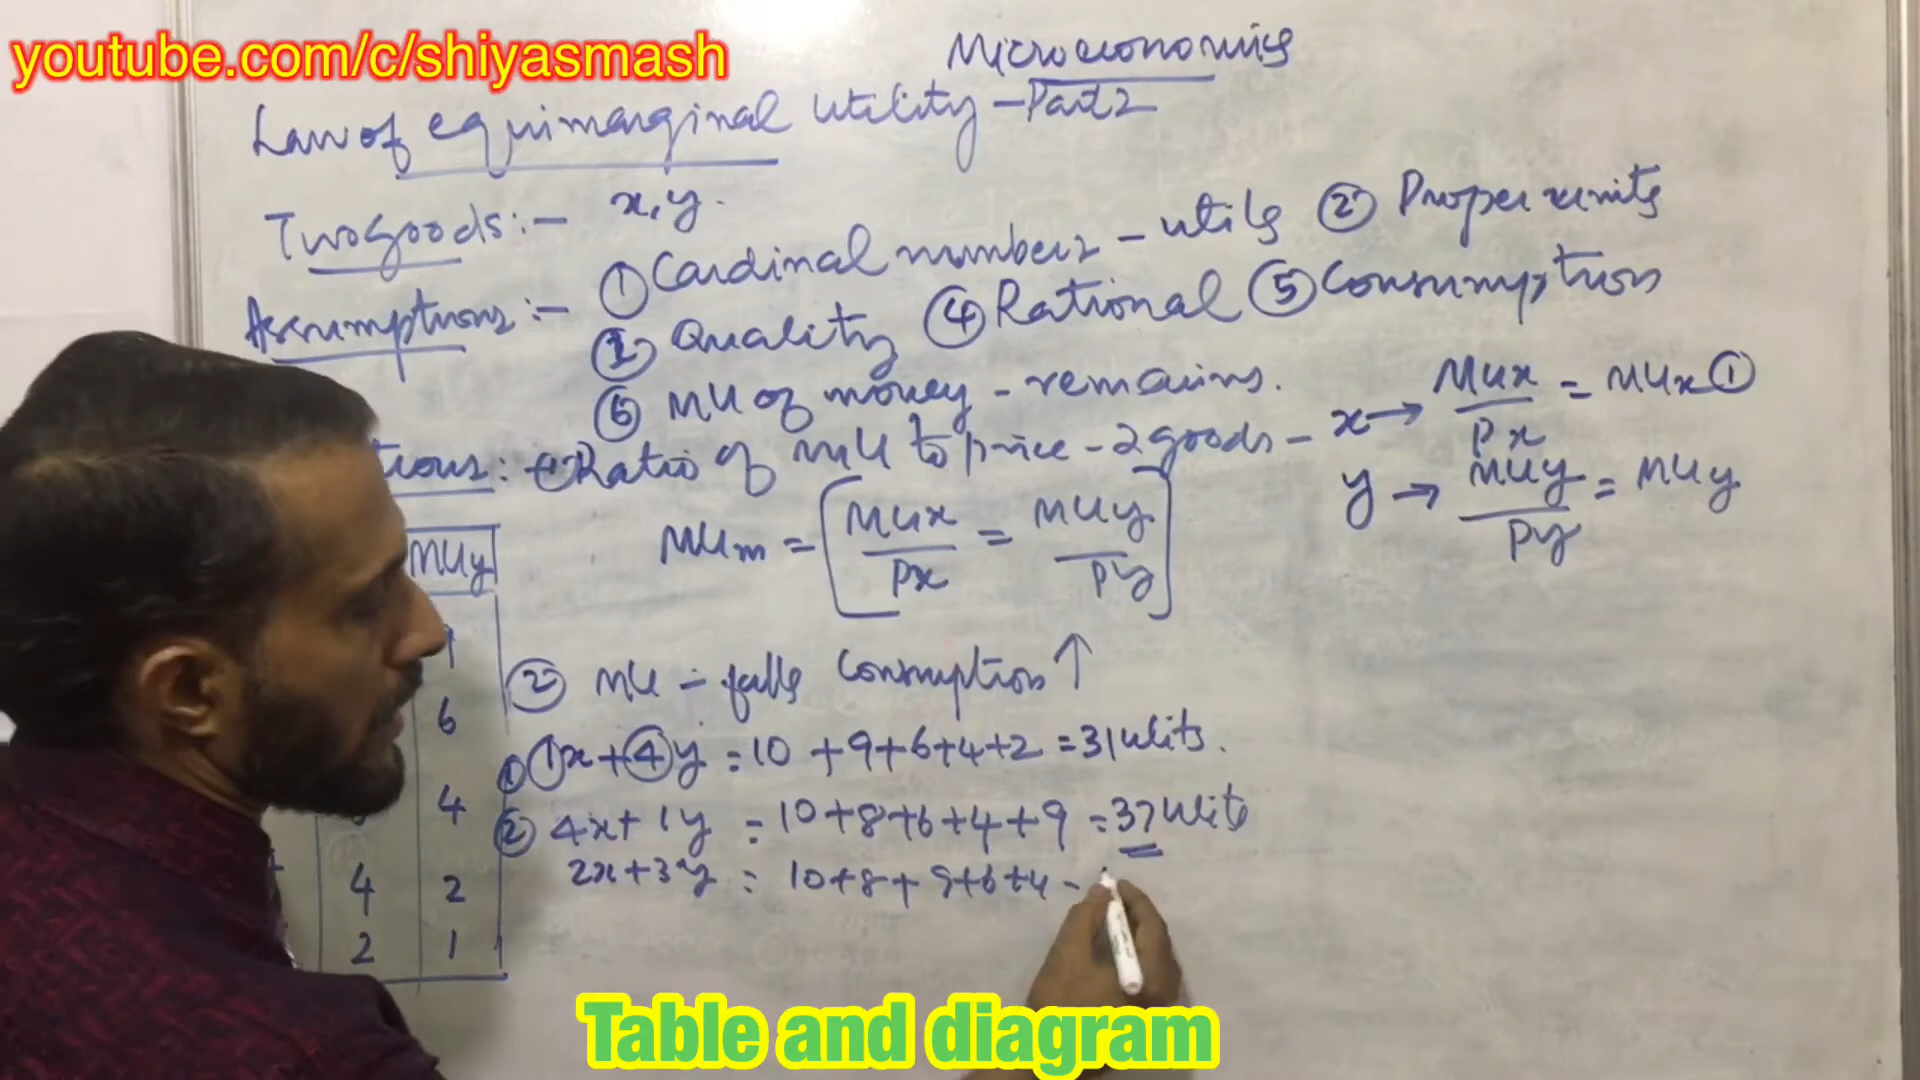 youtube.com/c/shiyasmash
Microeconomics
Law of equimarginal utility - Part 2
Two Goods :- x, y.
Assumptions :- ① Cardinal numbers - utils ② Proper units
Quality ④ Rational ⑤ Consumption
⑥ MU of money - remains.
tions: Ratio of MU to price - 2 goods - x → MUx/Px = MUx ①
y → MUy/Py = MUy
MUm = [MUx/Px = MUy/Py]
MUy
② MU - falls Consumption ↑
6
① ①x + ④y = 10 + 9+6+4+2 = 31 utils.
4
② 4x + 1y = 10+8+6+4+9 = 37 utils
2x + 3y = 10+8+9+6+4 -
4 2
2 1
Table and diagram